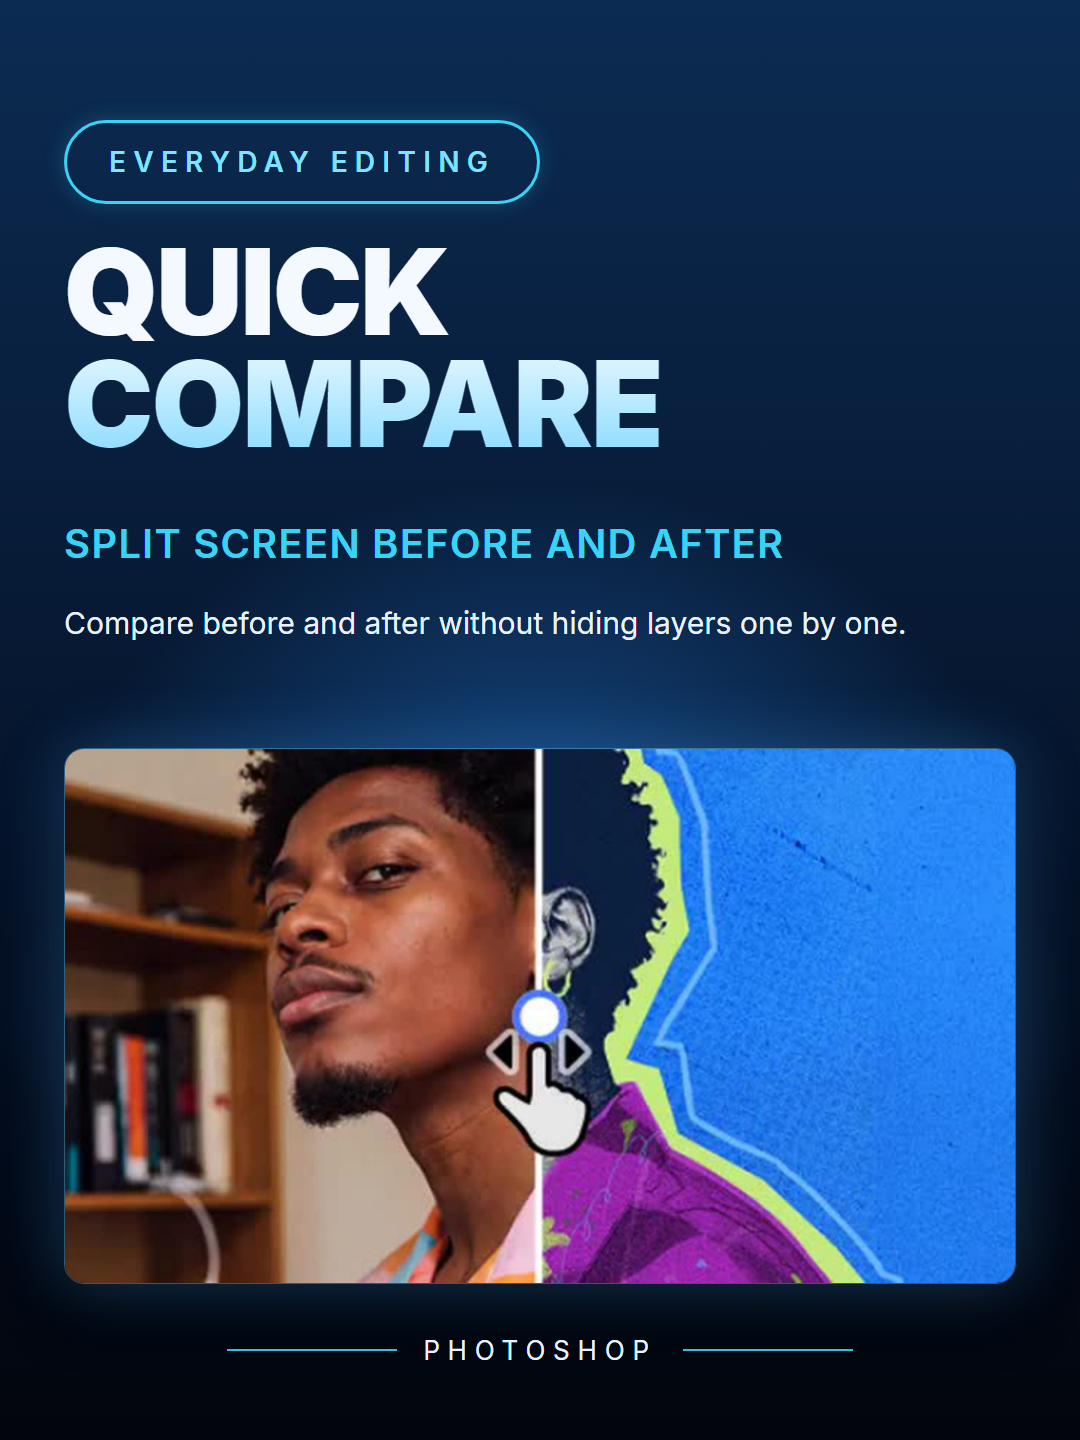 EVERYDAY EDITING
QUICK
COMPARE
SPLIT SCREEN BEFORE AND AFTER
Compare before and after without hiding layers one by one.
PHOTOSHOP